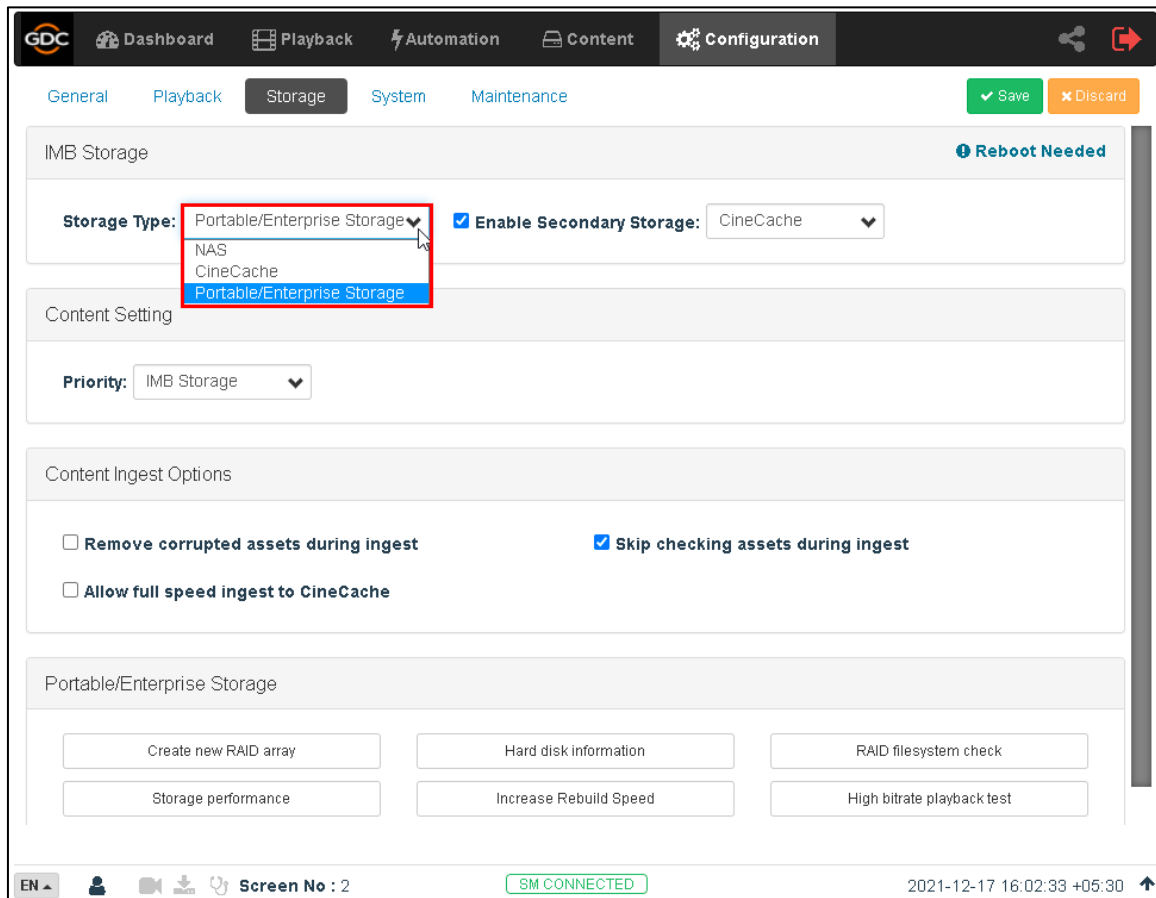 GDC Dashboard Playback Automation Content Configuration
General Playback Storage System Maintenance Save Discard
IMB Storage Reboot Needed
Storage Type: Portable/Enterprise Storage Enable Secondary Storage: CineCache
NAS
CineCache
Portable/Enterprise Storage
Content Setting
Priority: IMB Storage
Content Ingest Options
Remove corrupted assets during ingest Skip checking assets during ingest
Allow full speed ingest to CineCache
Portable/Enterprise Storage
Create new RAID array Hard disk information RAID filesystem check
Storage performance Increase Rebuild Speed High bitrate playback test
EN Screen No : 2 SM CONNECTED 2021-12-17 16:02:33 +05:30